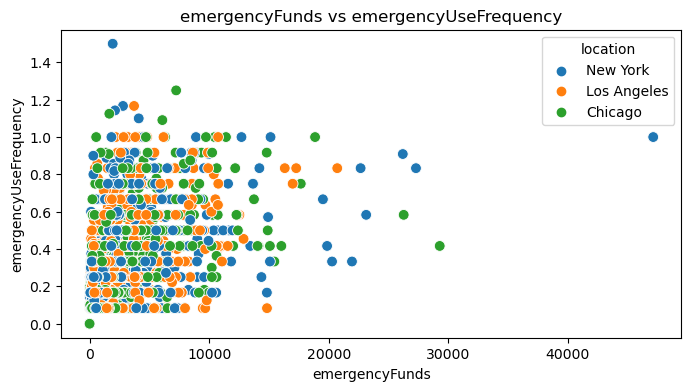 emergencyFunds vs emergencyUseFrequency
location
New York
Los Angeles
Chicago
emergencyUseFrequency
1.4
1.2
1.0
0.8
0.6
0.4
0.2
0.0
0
10000
20000
30000
40000
emergencyFunds